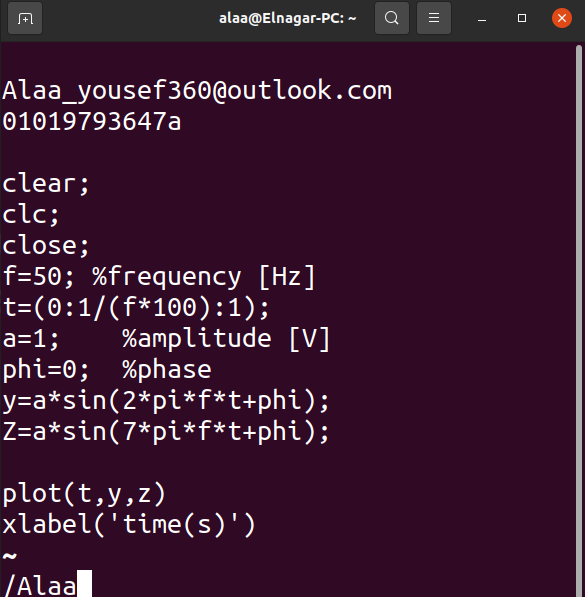 alaa@Elnagar-PC: ~
Alaa_yousef360@outlook.com
01019793647a
clear;
clc;
close;
f=50; %frequency [Hz]
t=(0:1/(f*100):1);
a=1;    %amplitude [V]
phi=0;  %phase
y=a*sin(2*pi*f*t+phi);
Z=a*sin(7*pi*f*t+phi);
plot(t,y,z)
xlabel('time(s)')
~
/Alaa